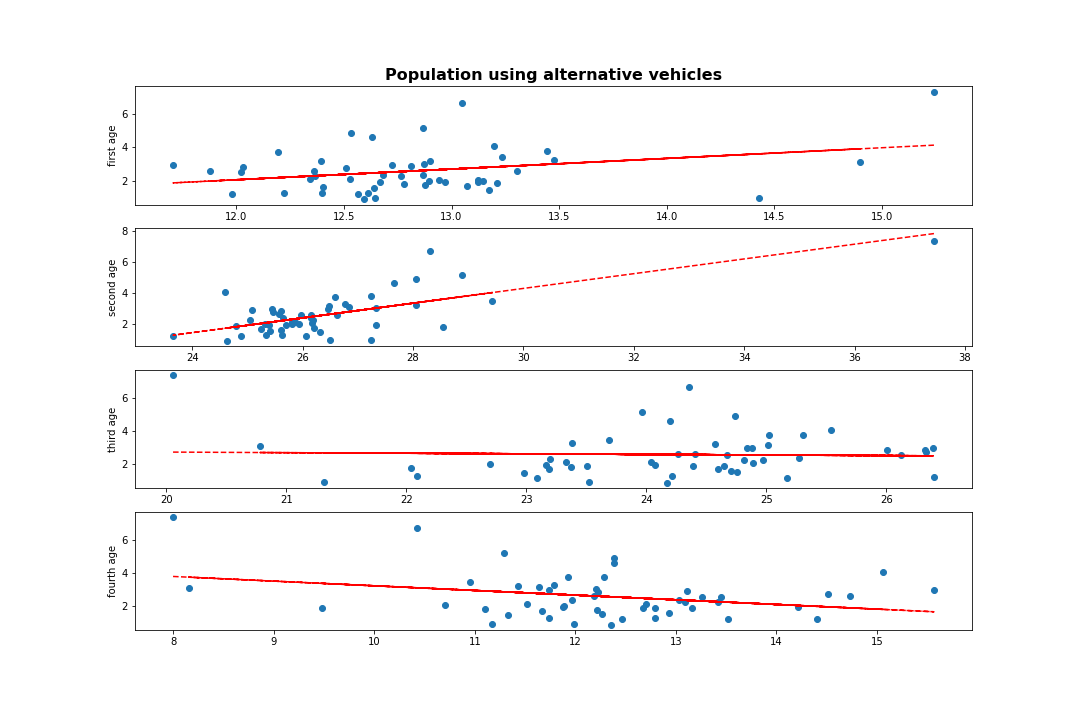 Population using alternative vehicles
first age
6
4
2
12.0 12.5 13.0 13.5 14.0 14.5 15.0
second age
8
6
4
2
24 26 28 30 32 34 36 38
third age
6
4
2
20 21 22 23 24 25 26
fourth age
6
4
2
8 9 10 11 12 13 14 15